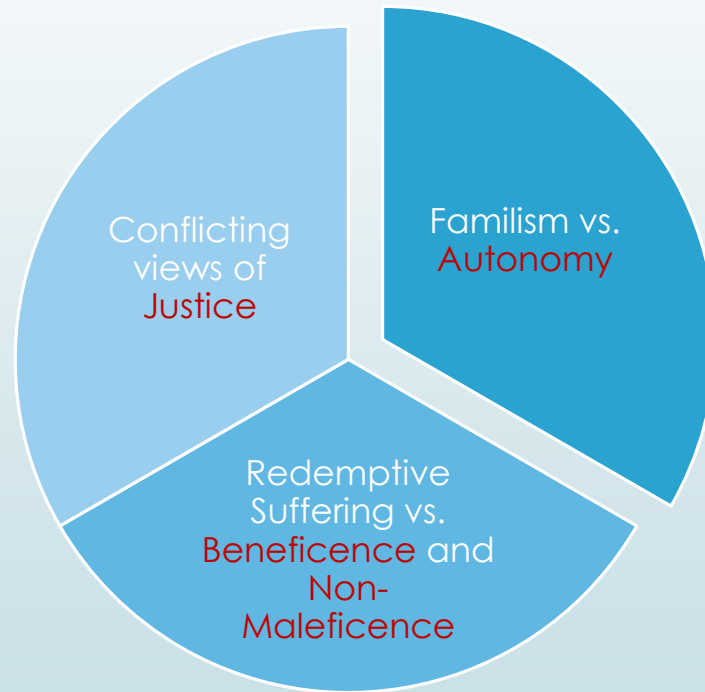 Conflicting
views of
Justice
Familism vs.
Autonomy
Redemptive
Suffering vs.
Beneficence and
Non-
Maleficence